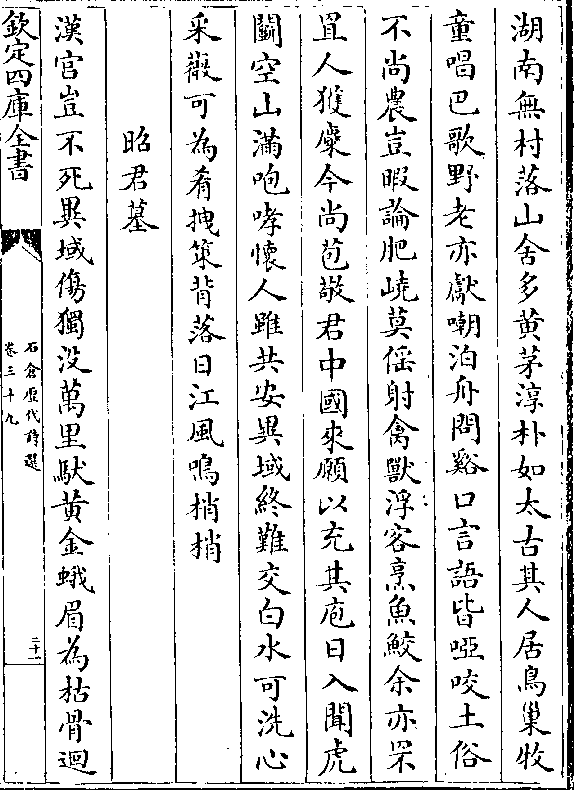 湖南無村落山舍多黄茅淳朴如太古其人居鳥巢牧
童唱巴歌野老亦獻嘲泊舟問谿口言語皆啞咬土俗
不尚農豈暇論肥嶢莫傜射禽獸浮客烹魚鮫余亦罘
罝人獲麋今尚苞敬君中國來願以充其庖日入聞虎
鬬空山滿咆哮懷人雖共安異域終難交白水可洗心
采薇可為肴拽策背落日江風鳴梢梢
昭君墓
漢宫豈不死異域傷獨没萬里馱黄金蛾眉為枯骨迴
欽定四庫全書
石倉歷代詩選
卷三十九
二十一